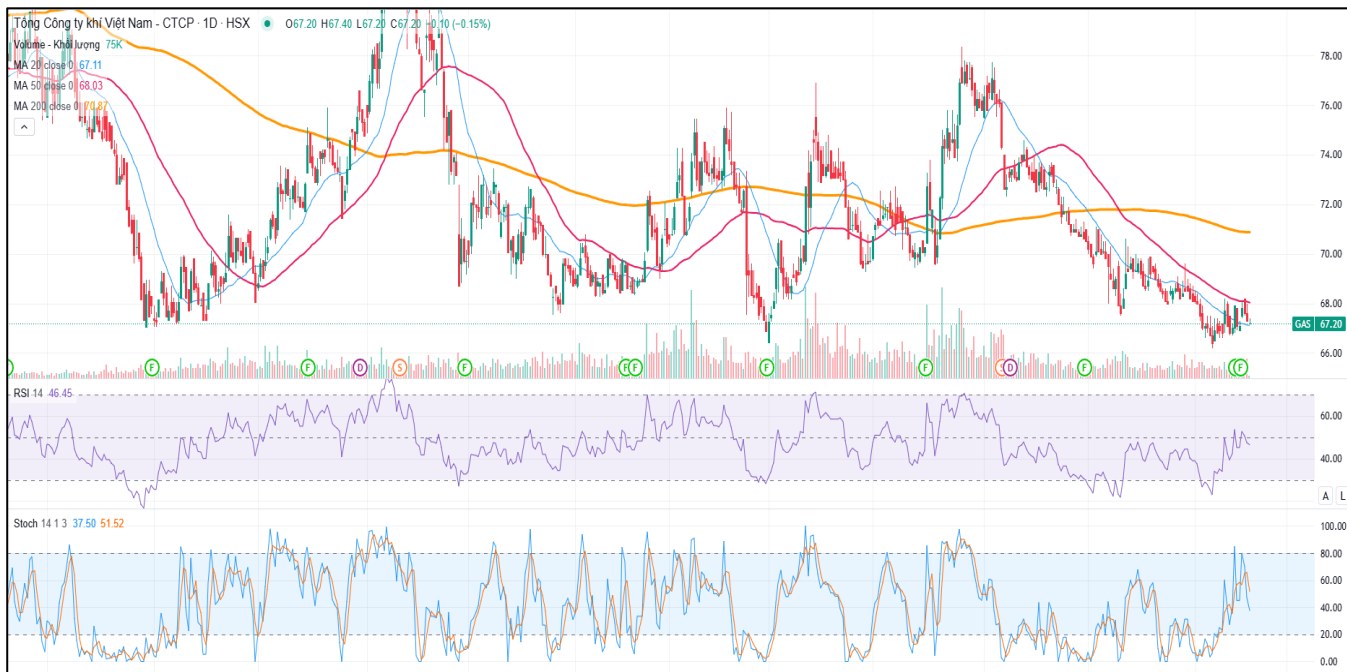 Tổng Công ty khí Việt Nam - CTCP · 1D · HSX O67.20 H67.40 L67.20 C67.20 -0.10 (-0.15%)
Volume - Khối lượng 75K
MA 20 close 0 67.11
MA 50 close 0 68.03
MA 200 close 0 70.87
78.00
76.00
74.00
72.00
70.00
68.00
GAS 67.20
66.00
F F D S F F F F F S D F F F
RSI 14 46.45
60.00
40.00
A L
Stoch 14 1 3 37.50 51.52
100.00
80.00
60.00
40.00
20.00
0.00